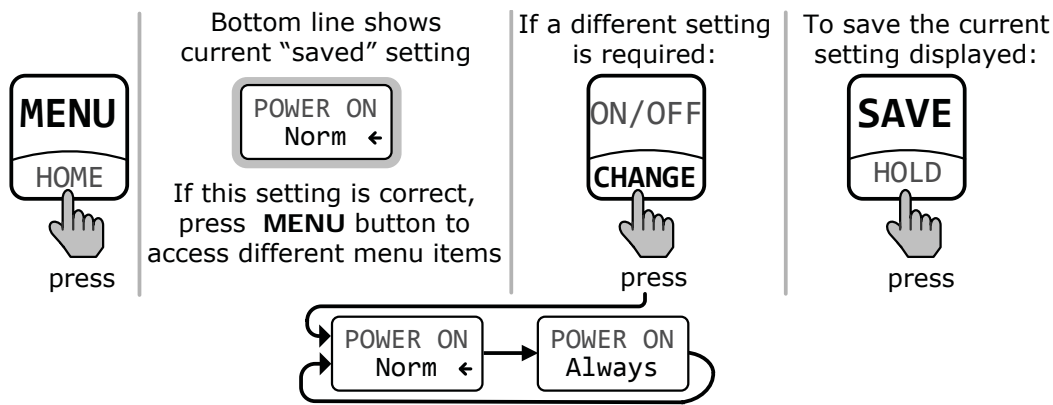 MENU
HOME
press
Bottom line shows
current “saved” setting
POWER ON
Norm ←
If this setting is correct,
press MENU button to
access different menu items
If a different setting
is required:
ON/OFF
CHANGE
press
To save the current
setting displayed:
SAVE
HOLD
press
POWER ON
Norm ←
POWER ON
Always